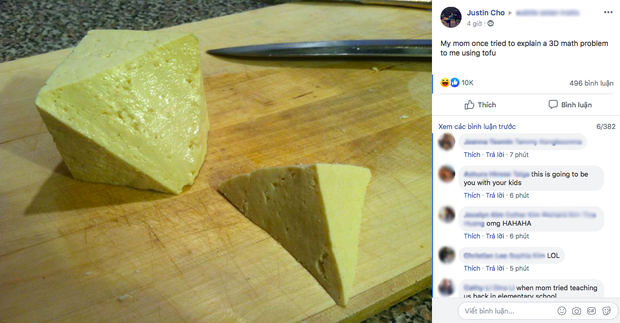 Justin Cho
4 giờ ·
My mom once tried to explain a 3D math problem
to me using tofu
10K
496 bình luận
Thích
Bình luận
Xem các bình luận trước
6/382
Thích · Trả lời · 7 phút
this is going to be
you with your kids
Thích · Trả lời · 6 phút
omg HAHAHA
Thích · Trả lời · 6 phút
LOL
Thích · Trả lời · 5 phút
when mom tried teaching
us back in elementary school
Viết bình luận...